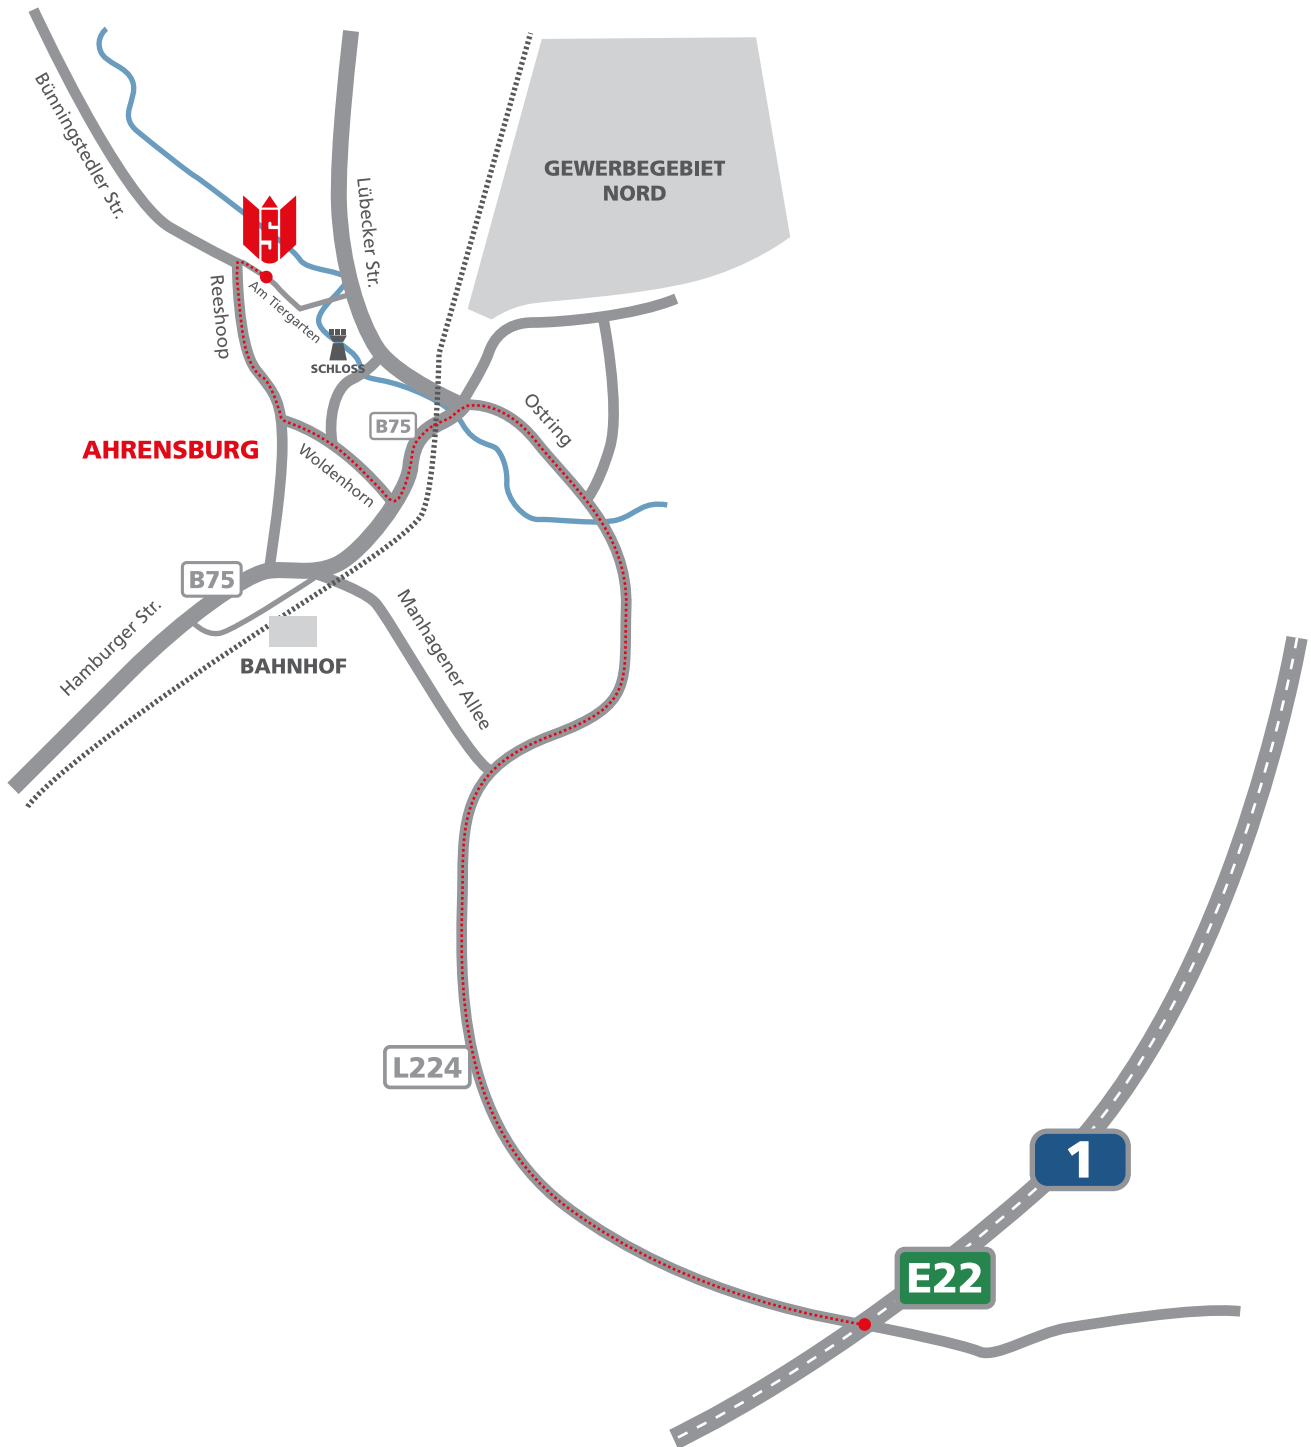 Bünningstedler Str.
Lübecker Str.
GEWERBEGEBIET
NORD
S
Reeshoop
Am Tiergarten
SCHLOSS
B75
Ostring
AHRENSBURG
Woldenhorn
B75
Hamburger Str.
Manhagener Allee
BAHNHOF
L224
1
E22